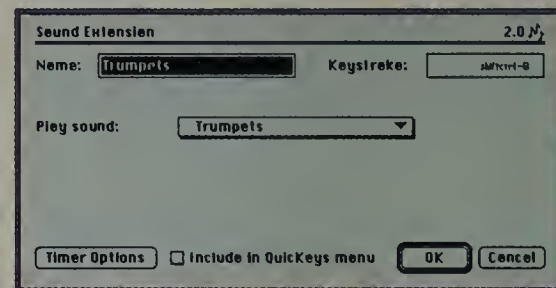 Sound Extension 2.0
Name: Trumpets Keystroke:
Play sound: Trumpets
Timer Options Include in QuicKeys menu OK Cancel